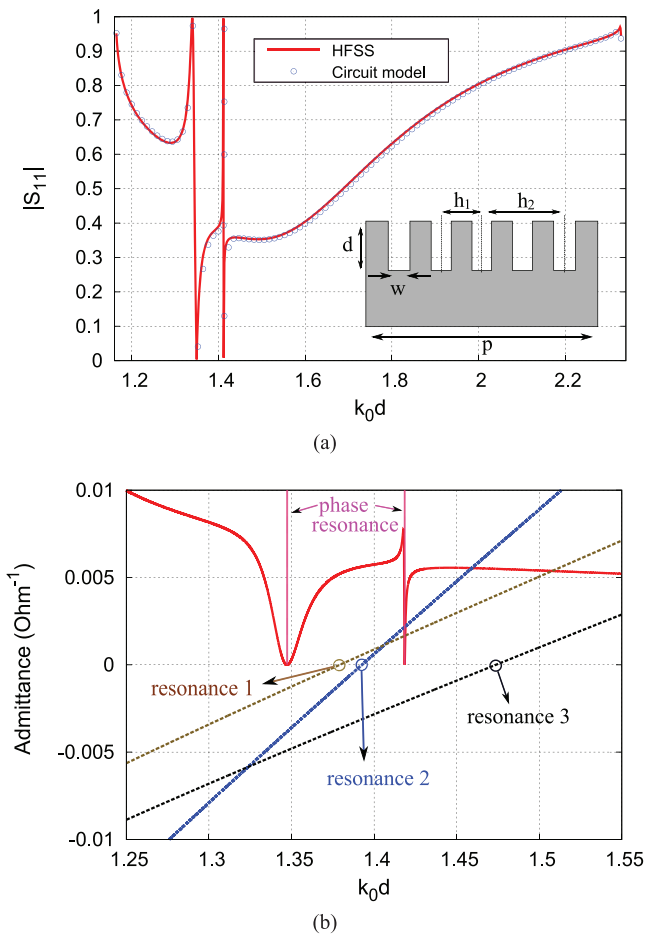 1
0.9
0.8
0.7
0.6
0.5
0.4
0.3
0.2
0.1
0
|S₁₁|
HFSS
Circuit model
h₁
h₂
d
w
p
1.2 1.4 1.6 1.8 2 2.2
k₀d
(a)
0.01
0.005
0
-0.005
-0.01
Admittance (Ohm⁻¹)
phase
resonance
resonance 1
resonance 2
resonance 3
1.25 1.3 1.35 1.4 1.45 1.5 1.55
k₀d
(b)